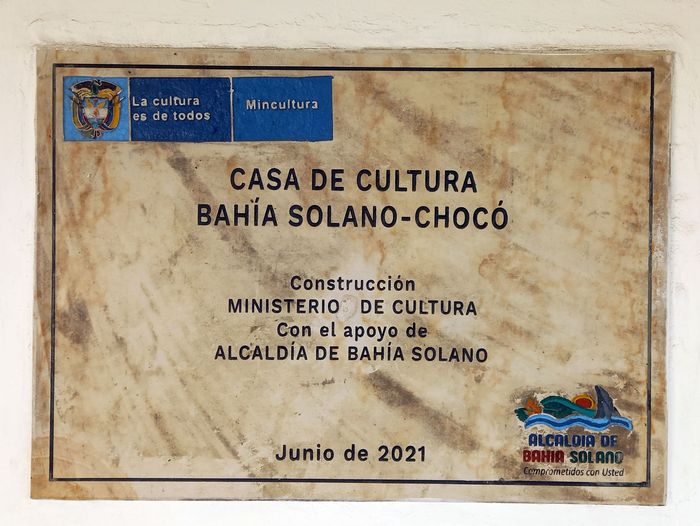 La cultura
es de todos
Mincultura
CASA DE CULTURA
BAHÍA SOLANO-CHOCÓ
Construcción
MINISTERIO DE CULTURA
Con el apoyo de
ALCALDÍA DE BAHÍA SOLANO
Junio de 2021
ALCALDIA DE
BAHIA SOLANO
Comprometidos con Usted